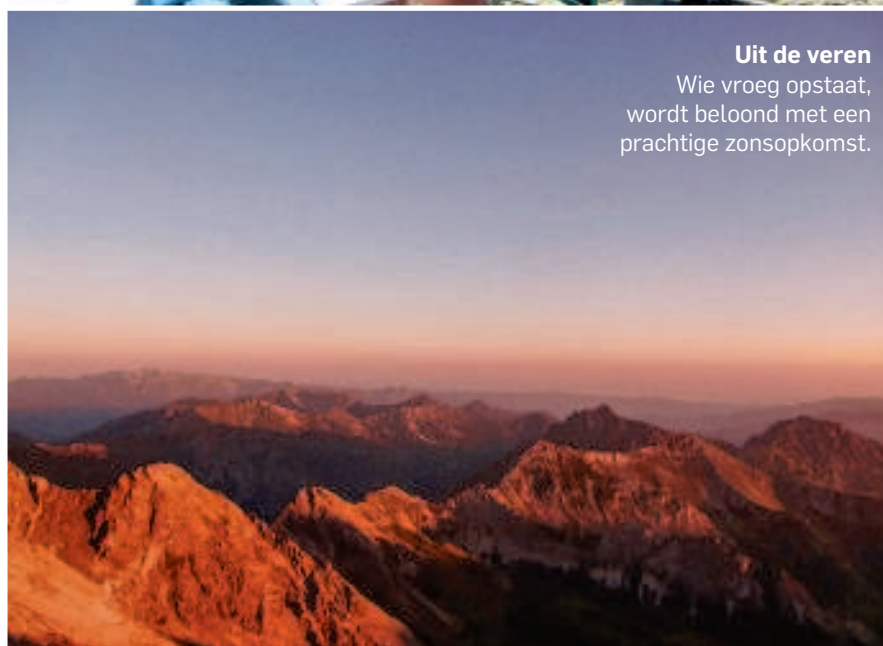 Uit de veren
Wie vroeg opstaat,
wordt beloond met een
prachtige zonsopkomst.